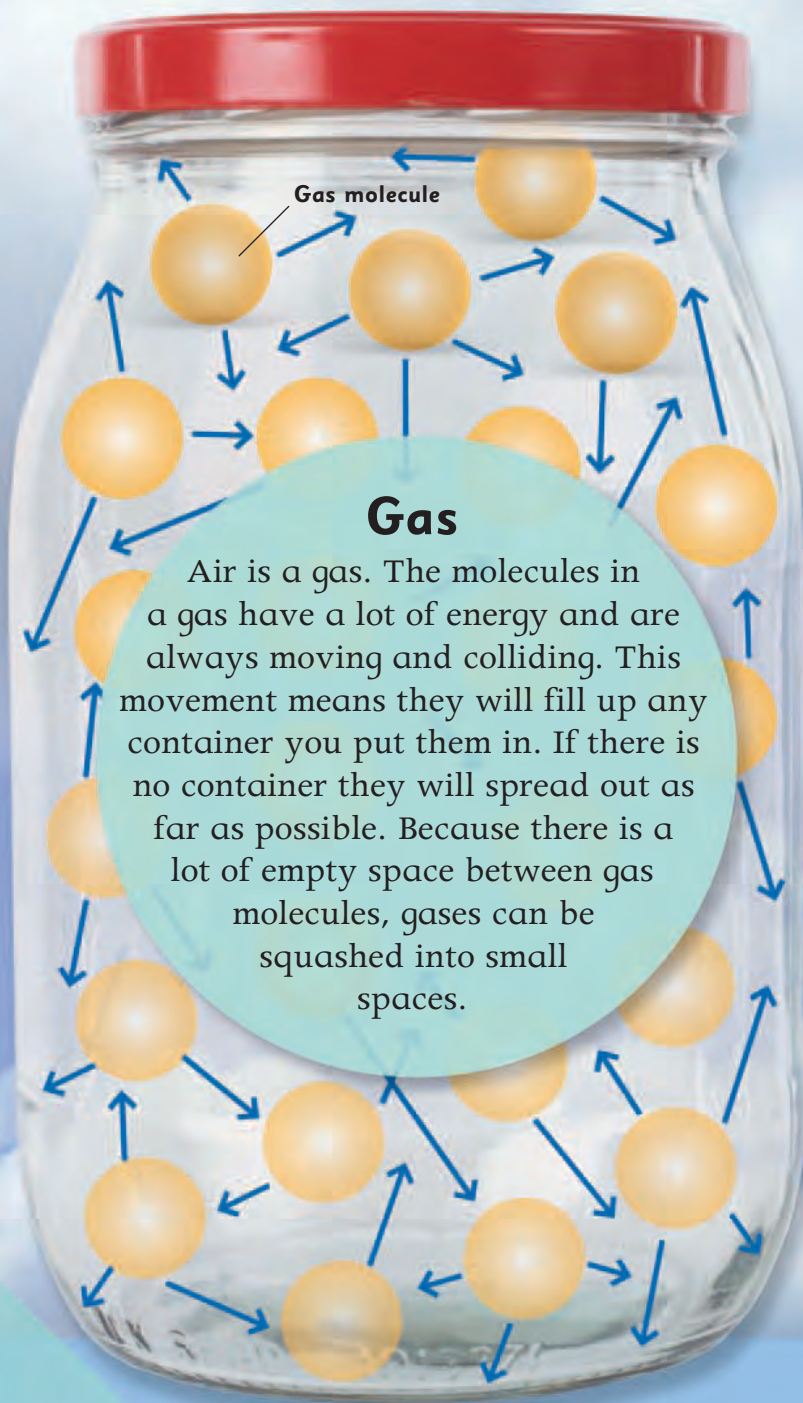 Gas molecule
Gas
Air is a gas. The molecules in
a gas have a lot of energy and are
always moving and colliding. This
movement means they will fill up any
container you put them in. If there is
no container they will spread out as
far as possible. Because there is a
lot of empty space between gas
molecules, gases can be
squashed into small
spaces.